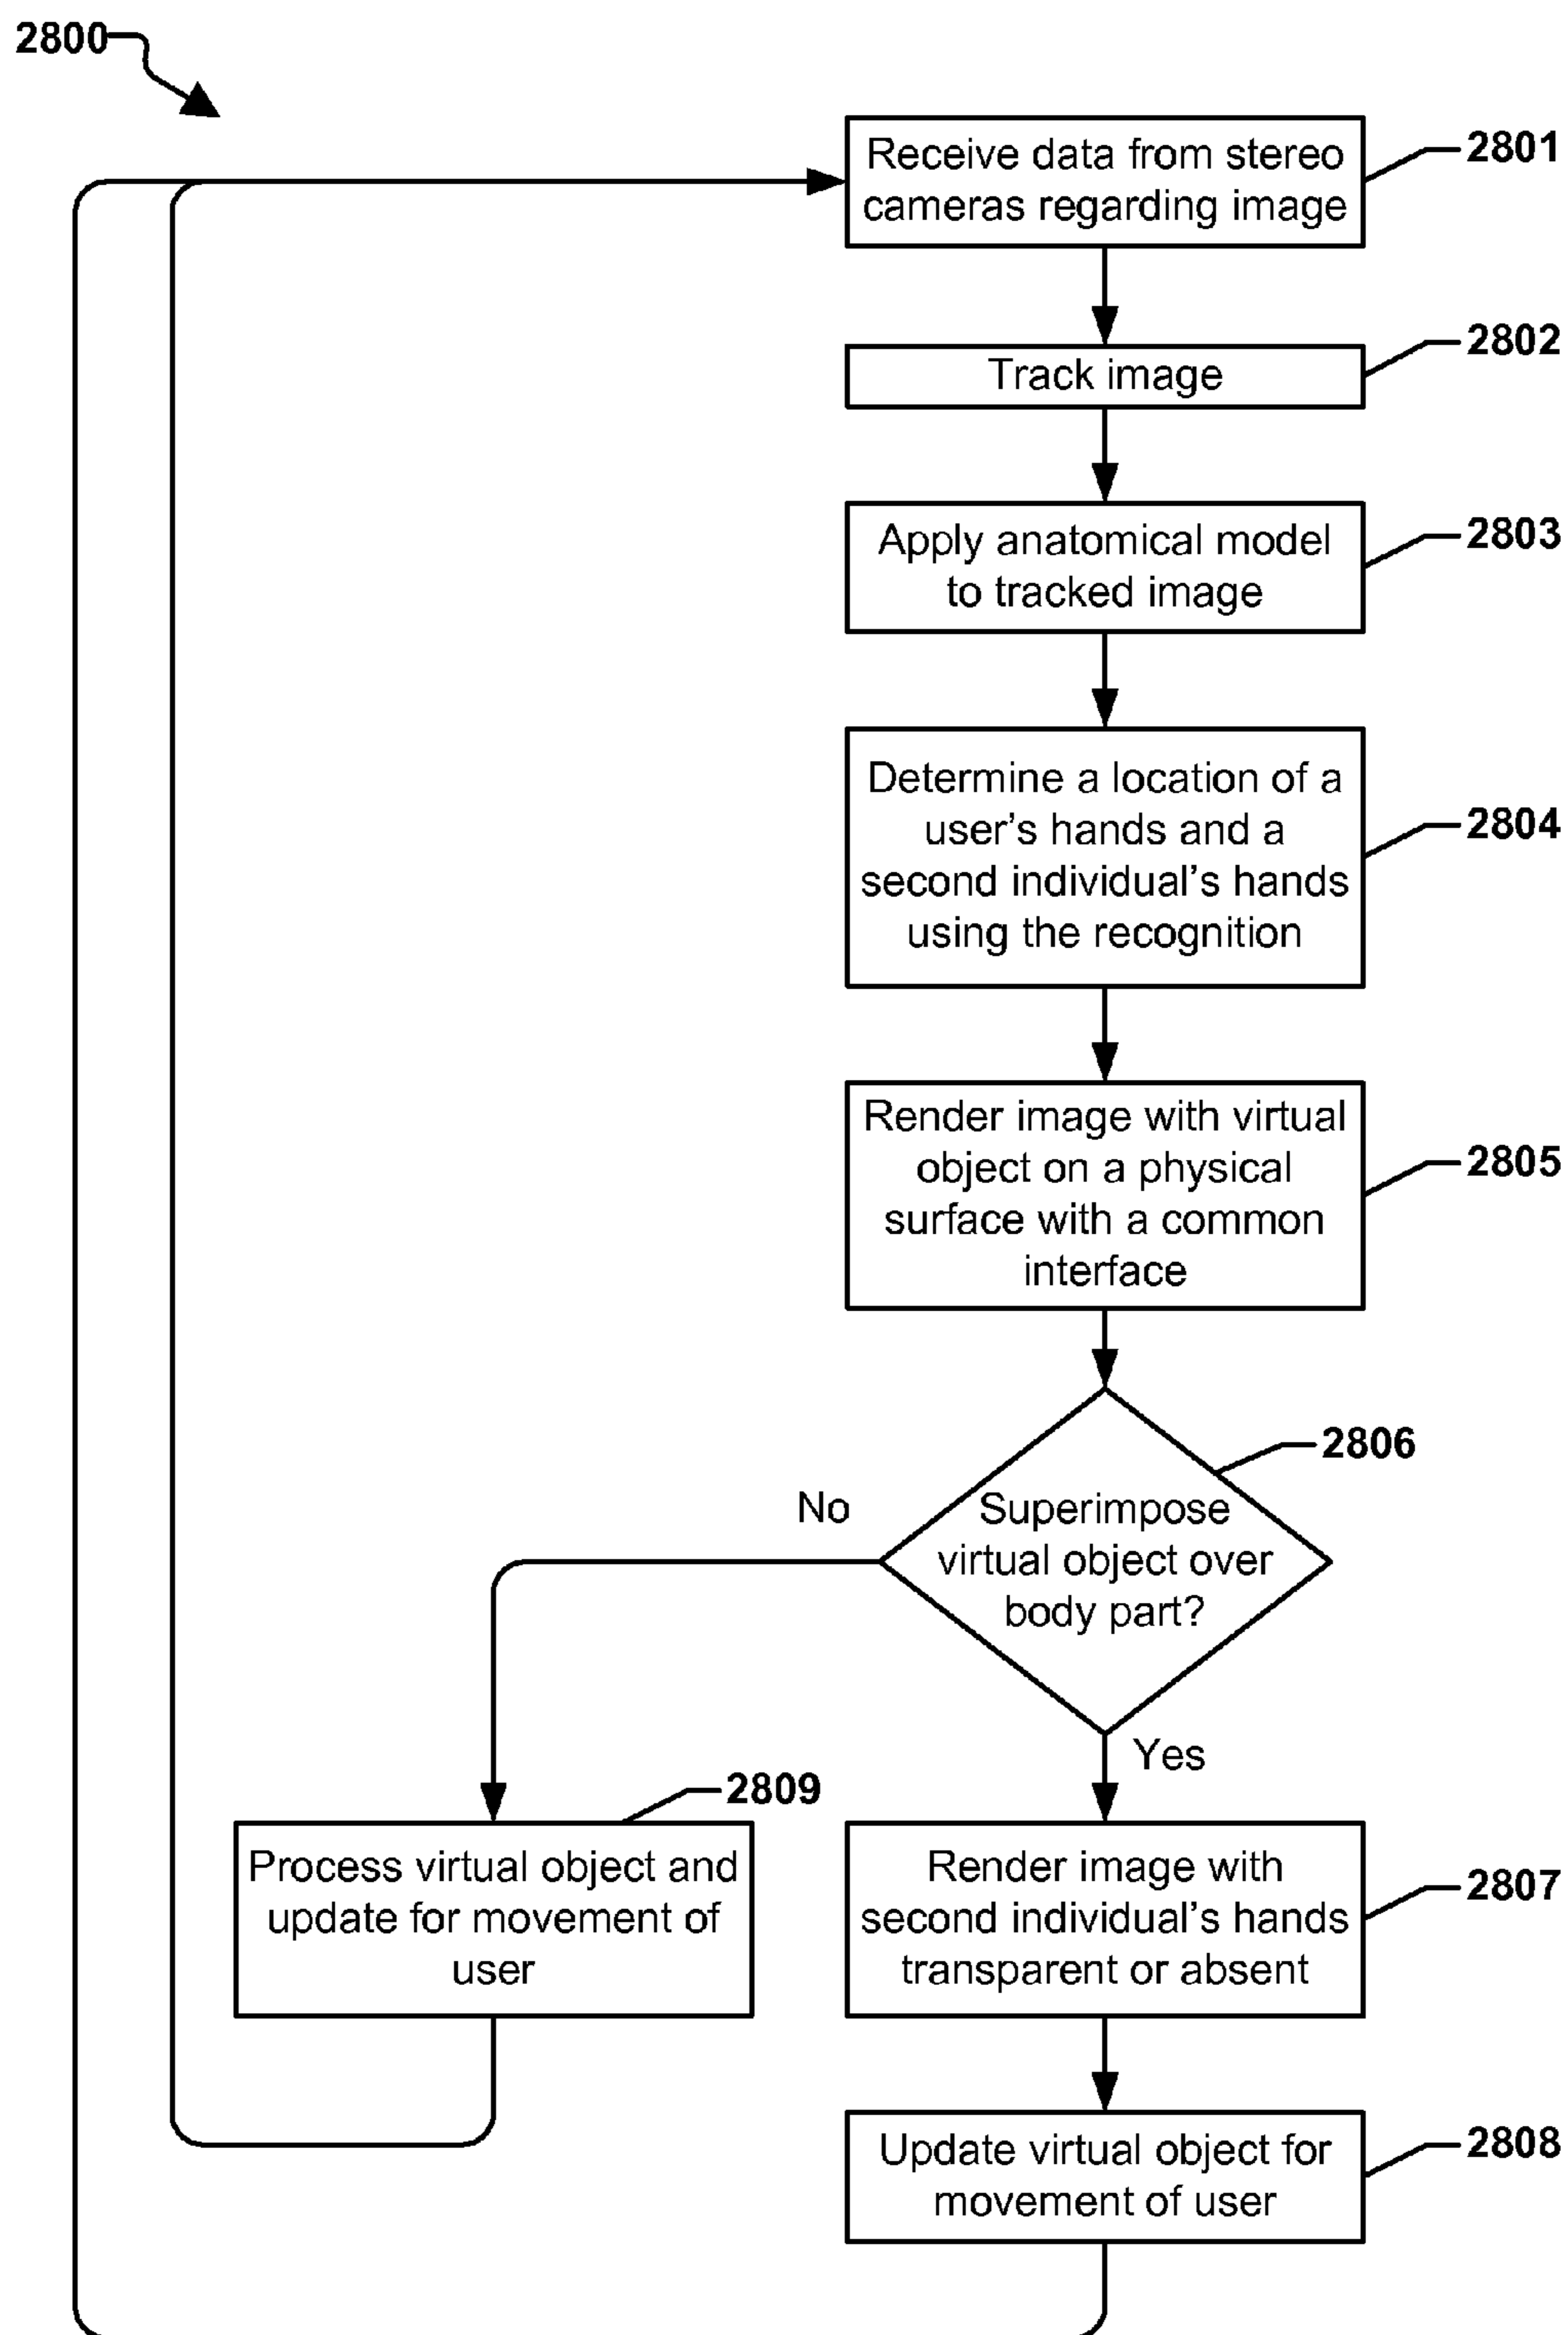 2800
Receive data from stereo
cameras regarding image
2801
Track image
2802
Apply anatomical model
to tracked image
2803
Determine a location of a
user's hands and a
second individual's hands
using the recognition
2804
Render image with virtual
object on a physical
surface with a common
interface
2805
Superimpose
virtual object over
body part?
2806
No
Yes
2809
Process virtual object and
update for movement of
user
Render image with
second individual's hands
transparent or absent
2807
Update virtual object for
movement of user
2808